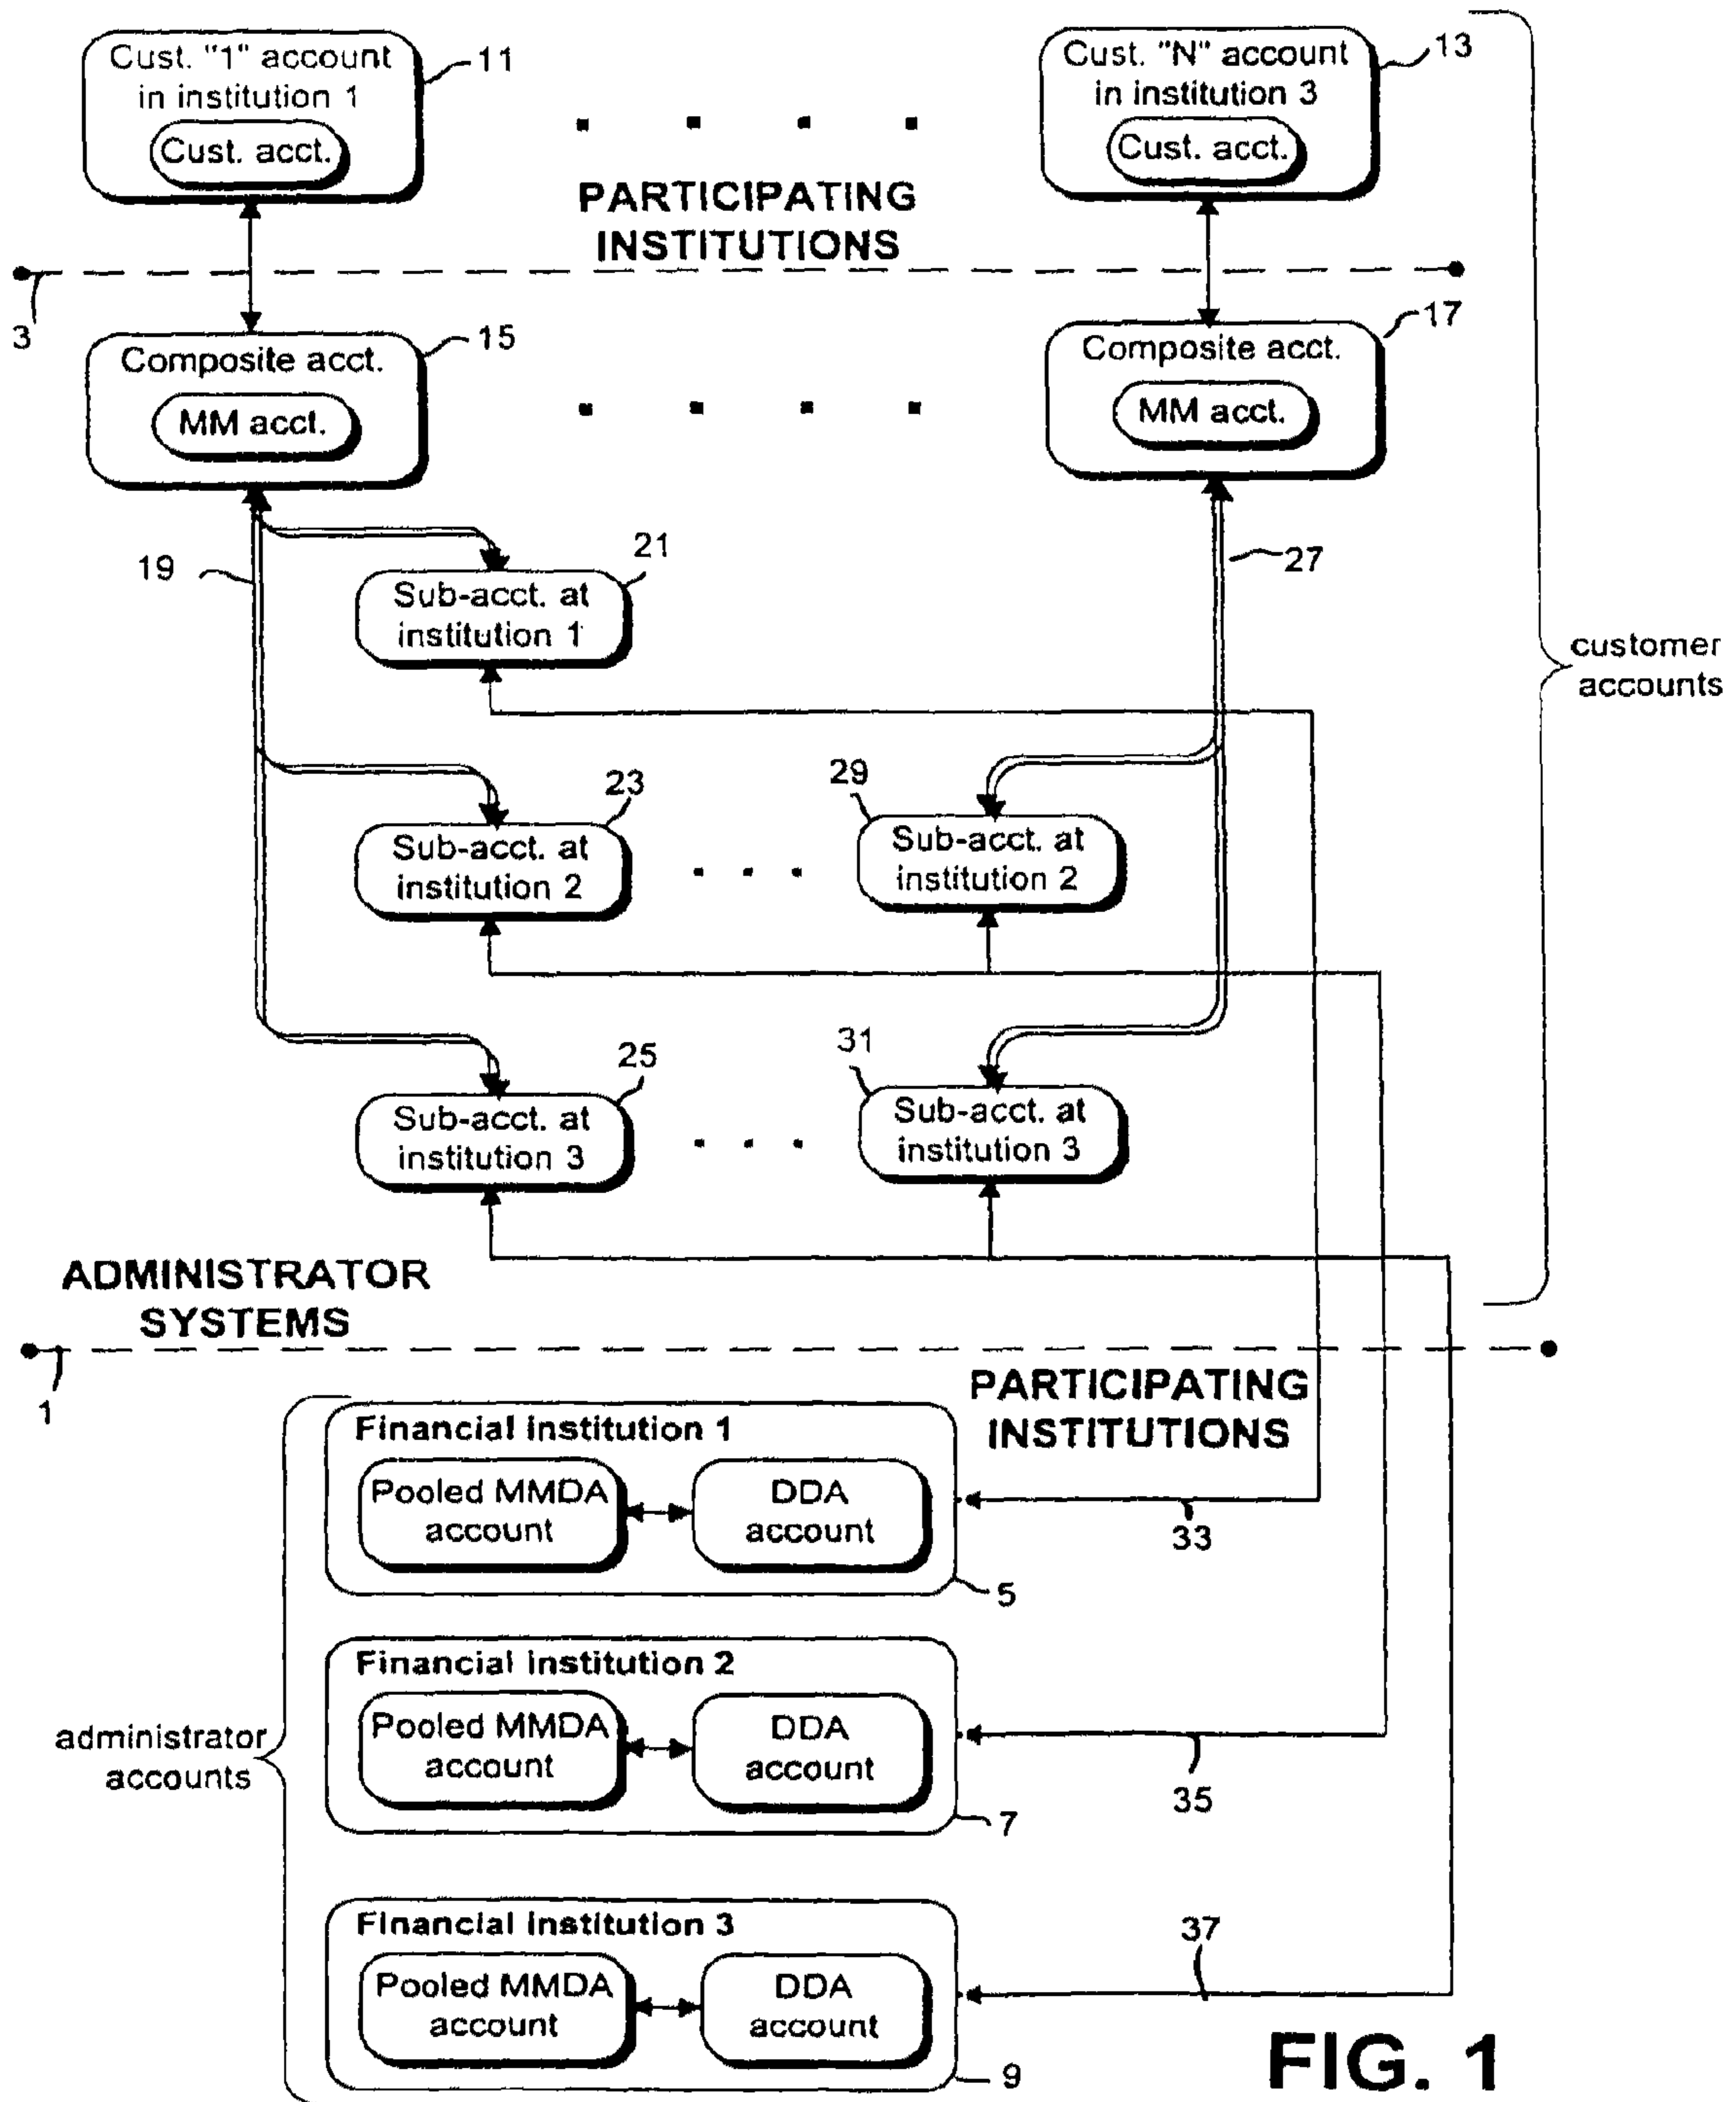 Cust. "1" account
in institution 1
Cust. acct.
11
Cust. "N" account
in institution 3
Cust. acct.
13
PARTICIPATING
INSTITUTIONS
3
Composite acct.
MM acct.
15
Composite acct.
MM acct.
17
19
21
Sub-acct. at
institution 1
27
customer
accounts
23
Sub-acct. at
institution 2
29
Sub-acct. at
institution 2
25
Sub-acct. at
institution 3
31
Sub-acct. at
institution 3
ADMINISTRATOR
SYSTEMS
1
PARTICIPATING
INSTITUTIONS
Financial institution 1
Pooled MMDA
account
DDA
account
33
5
administrator
accounts
Financial institution 2
Pooled MMDA
account
DDA
account
35
7
Financial institution 3
Pooled MMDA
account
DDA
account
37
9
FIG. 1